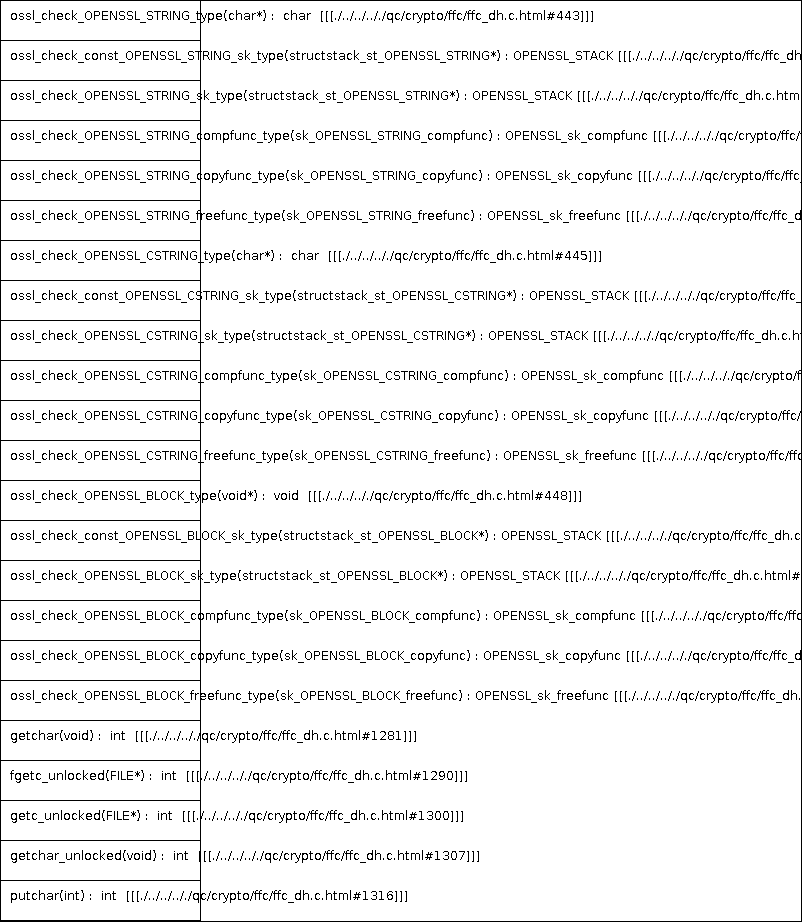 ossl_check_OPENSSL_STRING_type(char*) : char [[[./../../././qc/crypto/ffc/ffc_dh.c.html#443]]]
ossl_check_const_OPENSSL_STRING_sk_type(structstack_st_OPENSSL_STRING*) : OPENSSL_STACK [[[./../../././qc/crypto/ffc/ffc_dh
ossl_check_OPENSSL_STRING_sk_type(structstack_st_OPENSSL_STRING*) : OPENSSL_STACK [[[./../../././qc/crypto/ffc/ffc_dh.c.htm
ossl_check_OPENSSL_STRING_compfunc_type(sk_OPENSSL_STRING_compfunc) : OPENSSL_sk_compfunc [[[./../../././qc/crypto/ffc/
ossl_check_OPENSSL_STRING_copyfunc_type(sk_OPENSSL_STRING_copyfunc) : OPENSSL_sk_copyfunc [[[./../../././qc/crypto/ffc/ffc
ossl_check_OPENSSL_STRING_freefunc_type(sk_OPENSSL_STRING_freefunc) : OPENSSL_sk_freefunc [[[./../../././qc/crypto/ffc/ffc_d
ossl_check_OPENSSL_CSTRING_type(char*) : char [[[./../../././qc/crypto/ffc/ffc_dh.c.html#445]]]
ossl_check_const_OPENSSL_CSTRING_sk_type(structstack_st_OPENSSL_CSTRING*) : OPENSSL_STACK [[[./../../././qc/crypto/ffc/ffc_
ossl_check_OPENSSL_CSTRING_sk_type(structstack_st_OPENSSL_CSTRING*) : OPENSSL_STACK [[[./../../././qc/crypto/ffc/ffc_dh.c.h
ossl_check_OPENSSL_CSTRING_compfunc_type(sk_OPENSSL_CSTRING_compfunc) : OPENSSL_sk_compfunc [[[./../../././qc/crypto/f
ossl_check_OPENSSL_CSTRING_copyfunc_type(sk_OPENSSL_CSTRING_copyfunc) : OPENSSL_sk_copyfunc [[[./../../././qc/crypto/ffc/
ossl_check_OPENSSL_CSTRING_freefunc_type(sk_OPENSSL_CSTRING_freefunc) : OPENSSL_sk_freefunc [[[./../../././qc/crypto/ffc/ffc
ossl_check_OPENSSL_BLOCK_type(void*) : void [[[./../../././qc/crypto/ffc/ffc_dh.c.html#448]]]
ossl_check_const_OPENSSL_BLOCK_sk_type(structstack_st_OPENSSL_BLOCK*) : OPENSSL_STACK [[[./../../././qc/crypto/ffc/ffc_dh.c
ossl_check_OPENSSL_BLOCK_sk_type(structstack_st_OPENSSL_BLOCK*) : OPENSSL_STACK [[[./../../././qc/crypto/ffc/ffc_dh.c.html#
ossl_check_OPENSSL_BLOCK_compfunc_type(sk_OPENSSL_BLOCK_compfunc) : OPENSSL_sk_compfunc [[[./../../././qc/crypto/ffc/ffc
ossl_check_OPENSSL_BLOCK_copyfunc_type(sk_OPENSSL_BLOCK_copyfunc) : OPENSSL_sk_copyfunc [[[./../../././qc/crypto/ffc/ffc_d
ossl_check_OPENSSL_BLOCK_freefunc_type(sk_OPENSSL_BLOCK_freefunc) : OPENSSL_sk_freefunc [[[./../../././qc/crypto/ffc/ffc_dh.
getchar(void) : int [[[./../../././qc/crypto/ffc/ffc_dh.c.html#1281]]]
fgetc_unlocked(FILE*) : int [[[./../../././qc/crypto/ffc/ffc_dh.c.html#1290]]]
getc_unlocked(FILE*) : int [[[./../../././qc/crypto/ffc/ffc_dh.c.html#1300]]]
getchar_unlocked(void) : int [[[./../../././qc/crypto/ffc/ffc_dh.c.html#1307]]]
putchar(int) : int [[[./../../././qc/crypto/ffc/ffc_dh.c.html#1316]]]